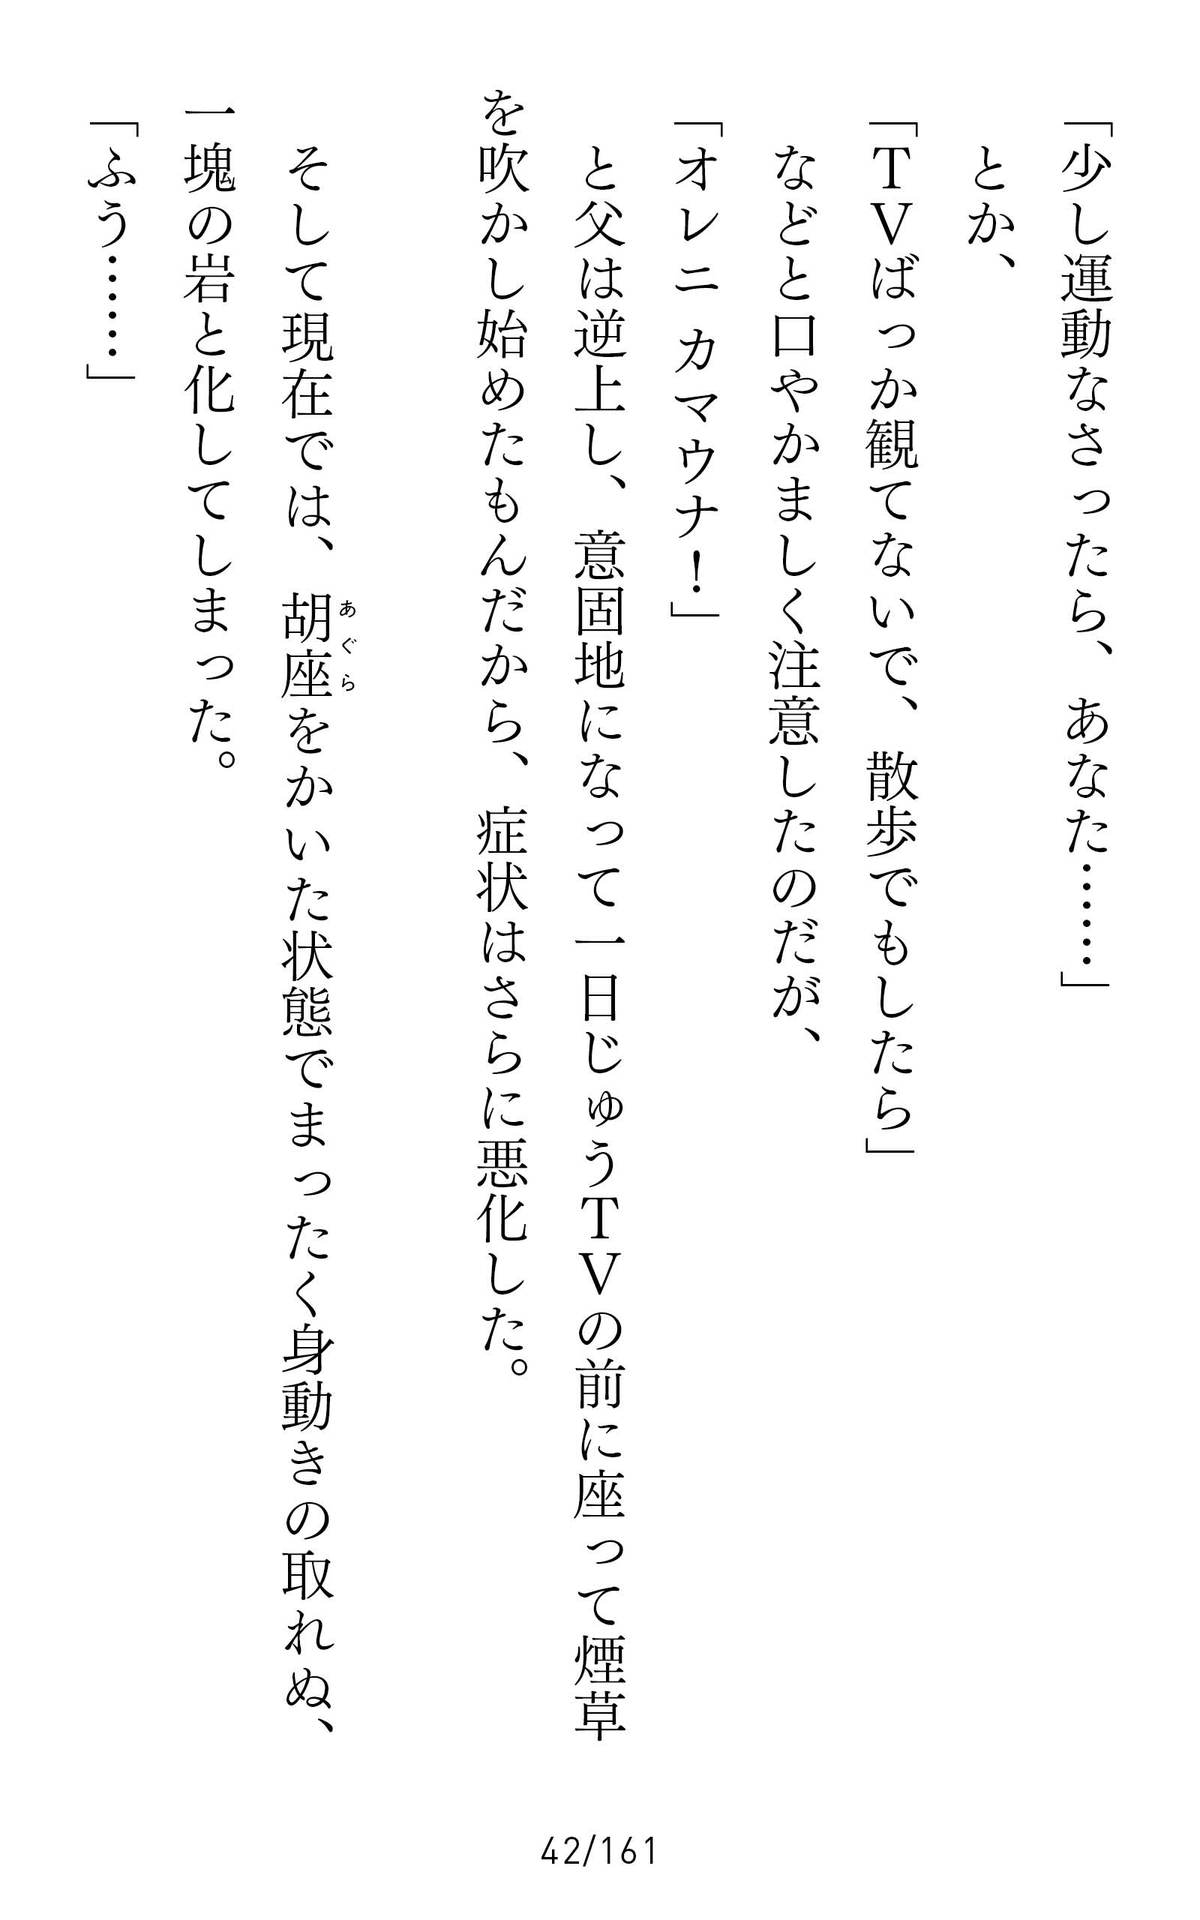 「少し運動なさったら、あなた……」
とか、
「ＴＶばっか観てないで、散歩でもしたら」
などと口やかましく注意したのだが、
「オレニ カマウナ！」
と父は逆上し、意固地になって一日じゅうＴＶの前に座って煙草
を吹かし始めたもんだから、症状はさらに悪化した。
そして現在では、胡座をかいた状態でまったく身動きの取れぬ、
あぐら
一塊の岩と化してしまった。
「ふう……」
42/161